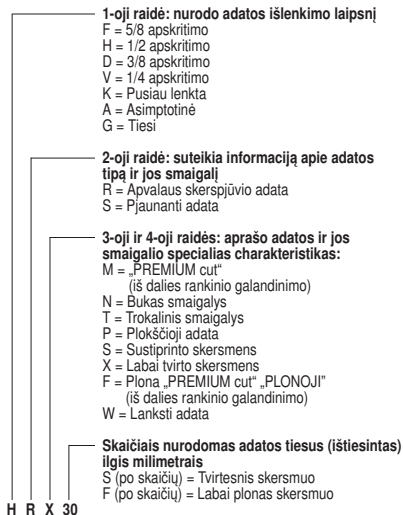 1-oji raidė: nurodo adatos išlenkimo laipsnį
F = 5/8 apskritimo
H = 1/2 apskritimo
D = 3/8 apskritimo
V = 1/4 apskritimo
K = Pusiau lenkta
A = Asimptotinė
G = Tiesi
2-oji raidė: suteikia informaciją apie adatos
tipą ir jos smaigalį
R = Apvalaus skerspjūvio adata
S = Pjaunanti adata
3-oji ir 4-oji raidės: aprašo adatos ir jos
smaigalio specialias charakteristikas:
M = „PREMIUM cut“
(iš dalies rankinio galandinimo)
N = Bukas smaigalys
T = Trokalinis smaigalys
P = Plokščioji adata
S = Sustiprinto skersmens
X = Labai tvirto skersmens
F = Plona „PREMIUM cut“ „PLONOJI“
(iš dalies rankinio galandinimo)
W = Lanksti adata
Skaičiais nurodomas adatos tiesus (ištiesintas)
ilgis milimetrais
S (po skaičių) = Tvirtesnis skersmuo
F (po skaičių) = Labai plonas skersmuo
H R X 30